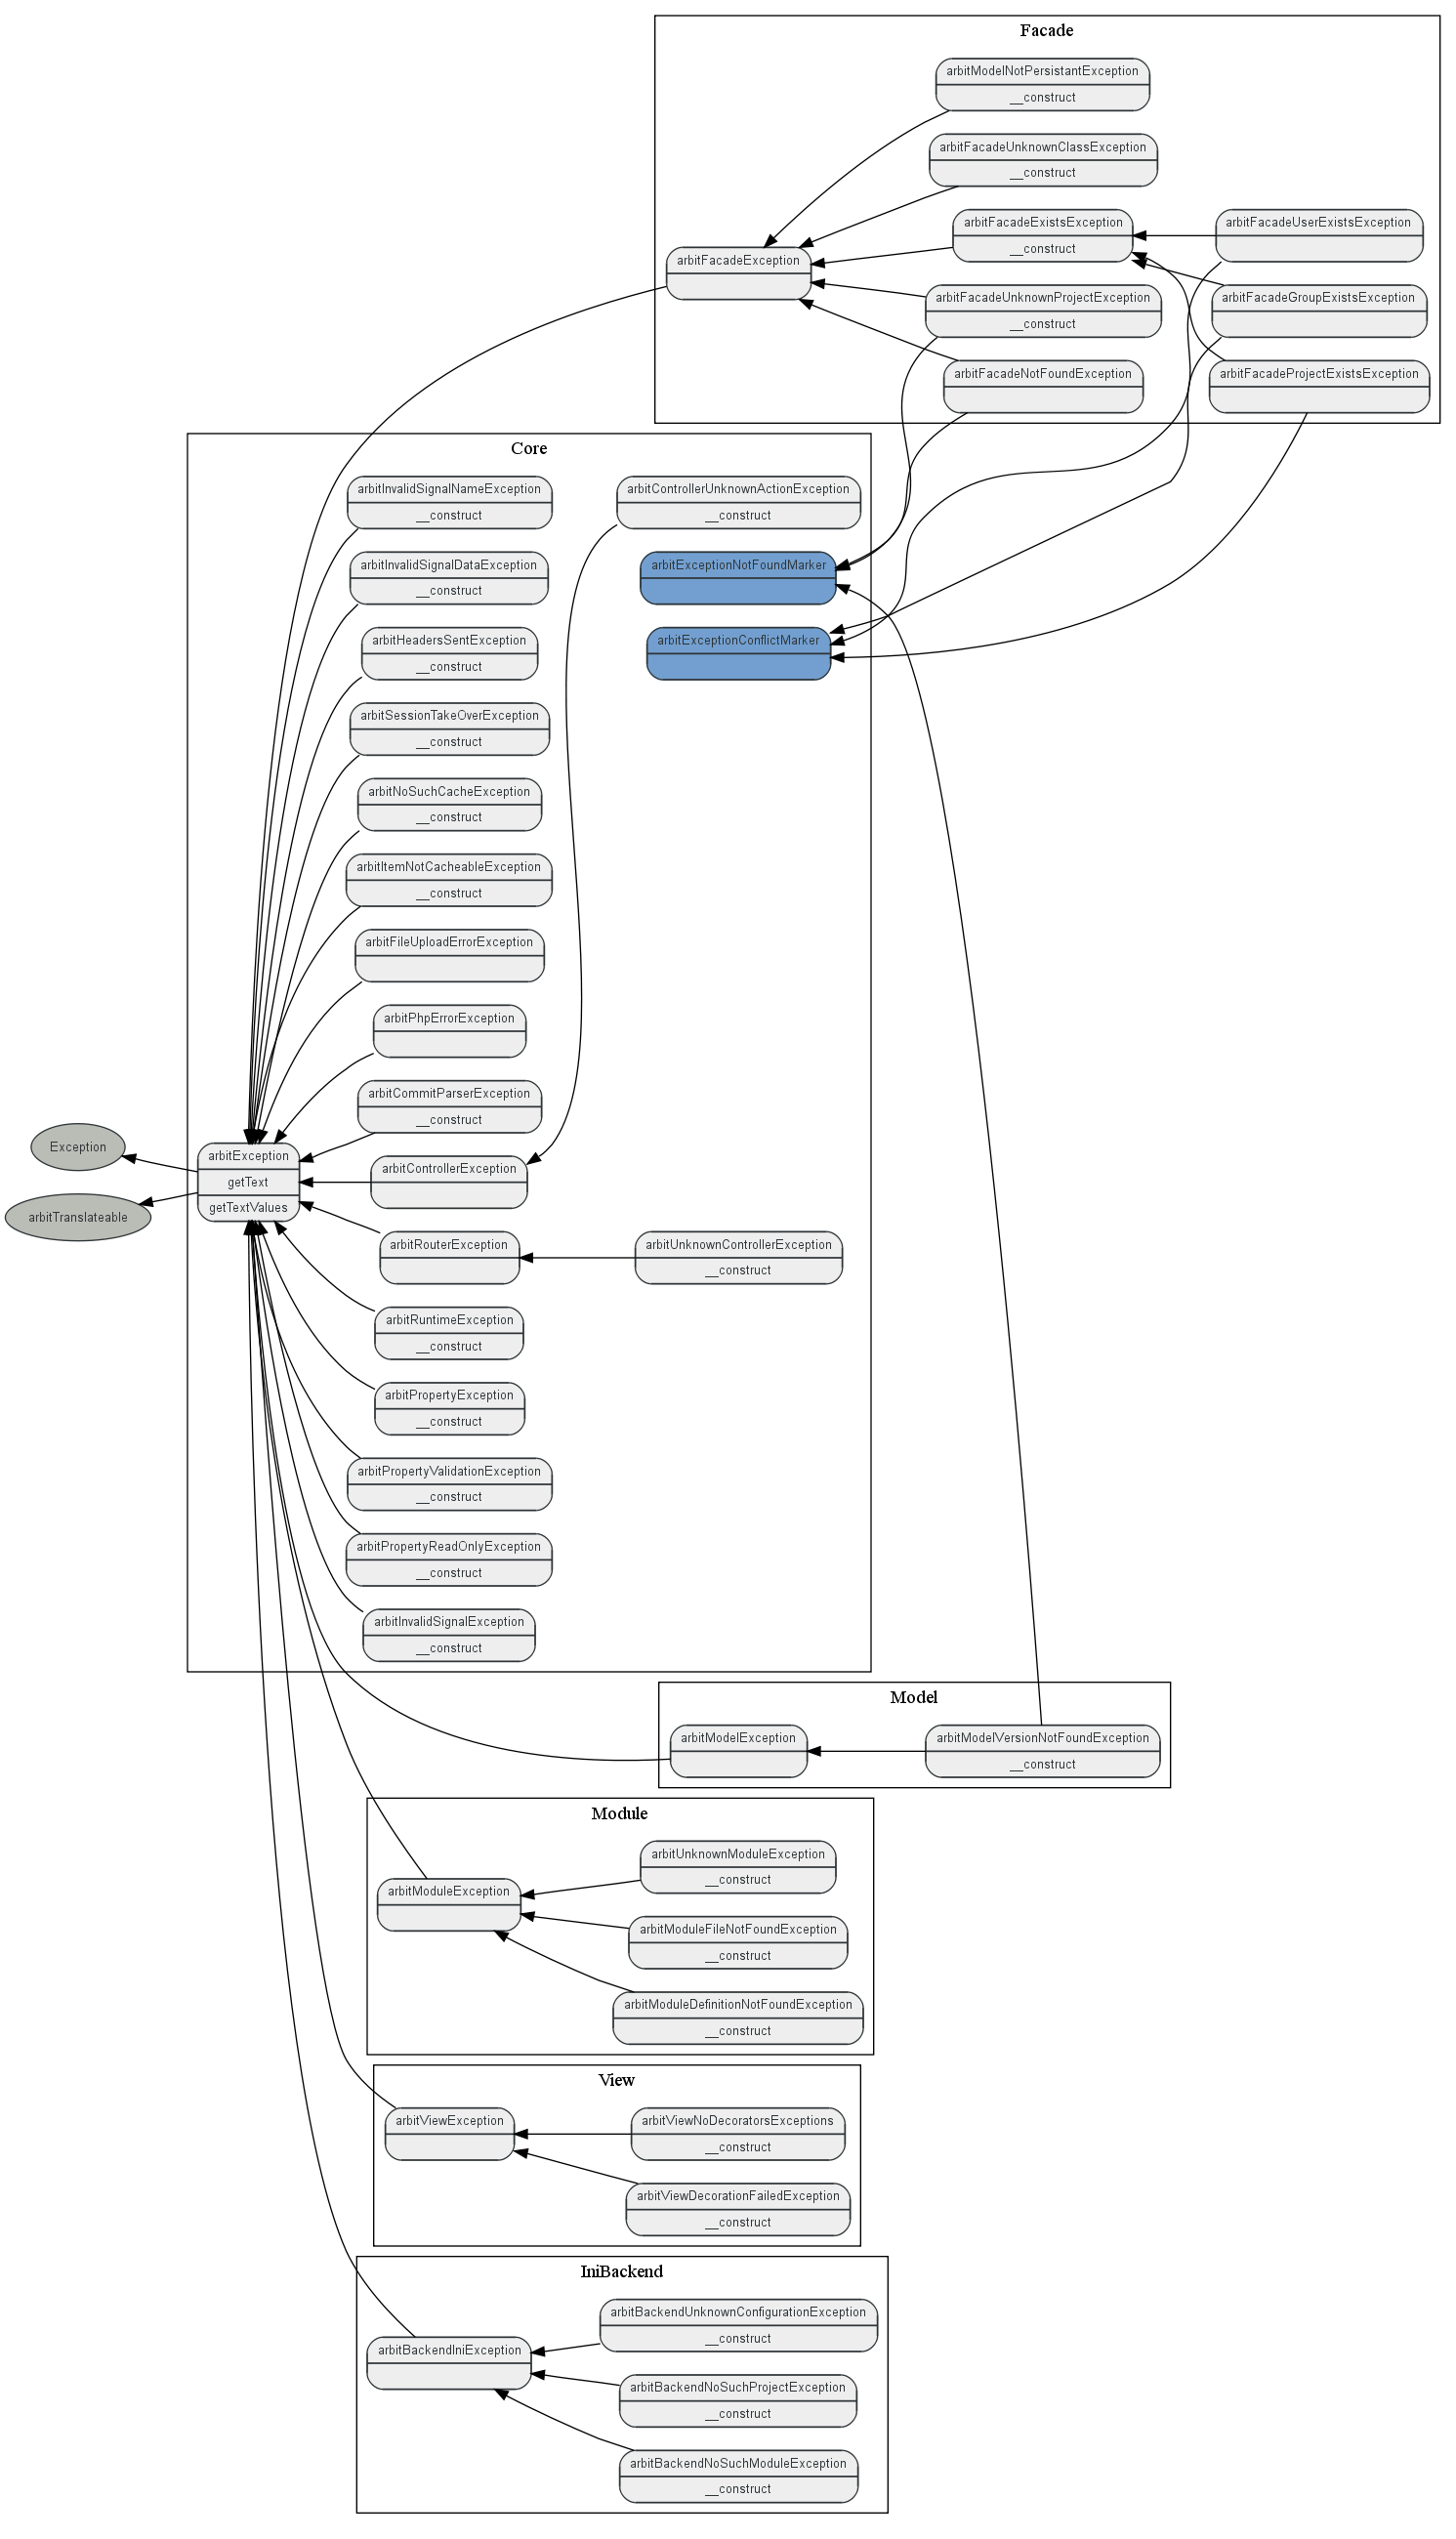 Facade
arbitModelNotPersistantException
__construct
arbitFacadeUnknownClassException
__construct
arbitFacadeExistsException
__construct
arbitFacadeUserExistsException
arbitFacadeException
arbitFacadeUnknownProjectException
__construct
arbitFacadeGroupExistsException
arbitFacadeNotFoundException
arbitFacadeProjectExistsException
Core
arbitInvalidSignalNameException
__construct
arbitControllerUnknownActionException
__construct
arbitInvalidSignalDataException
__construct
arbitExceptionNotFoundMarker
arbitHeadersSentException
__construct
arbitExceptionConflictMarker
arbitSessionTakeOverException
__construct
arbitNoSuchCacheException
__construct
arbitItemNotCacheableException
__construct
arbitFileUploadErrorException
arbitPhpErrorException
arbitCommitParserException
__construct
Exception
arbitTranslateable
arbitException
getText
getTextValues
arbitControllerException
arbitRouterException
arbitUnknownControllerException
__construct
arbitRuntimeException
__construct
arbitPropertyException
__construct
arbitPropertyValidationException
__construct
arbitPropertyReadOnlyException
__construct
arbitInvalidSignalException
__construct
Model
arbitModelException
arbitModelVersionNotFoundException
__construct
Module
arbitUnknownModuleException
__construct
arbitModuleException
arbitModuleFileNotFoundException
__construct
arbitModuleDefinitionNotFoundException
__construct
View
arbitViewException
arbitViewNoDecoratorsExceptions
__construct
arbitViewDecorationFailedException
__construct
IniBackend
arbitBackendUnknownConfigurationException
__construct
arbitBackendIniException
arbitBackendNoSuchProjectException
__construct
arbitBackendNoSuchModuleException
__construct